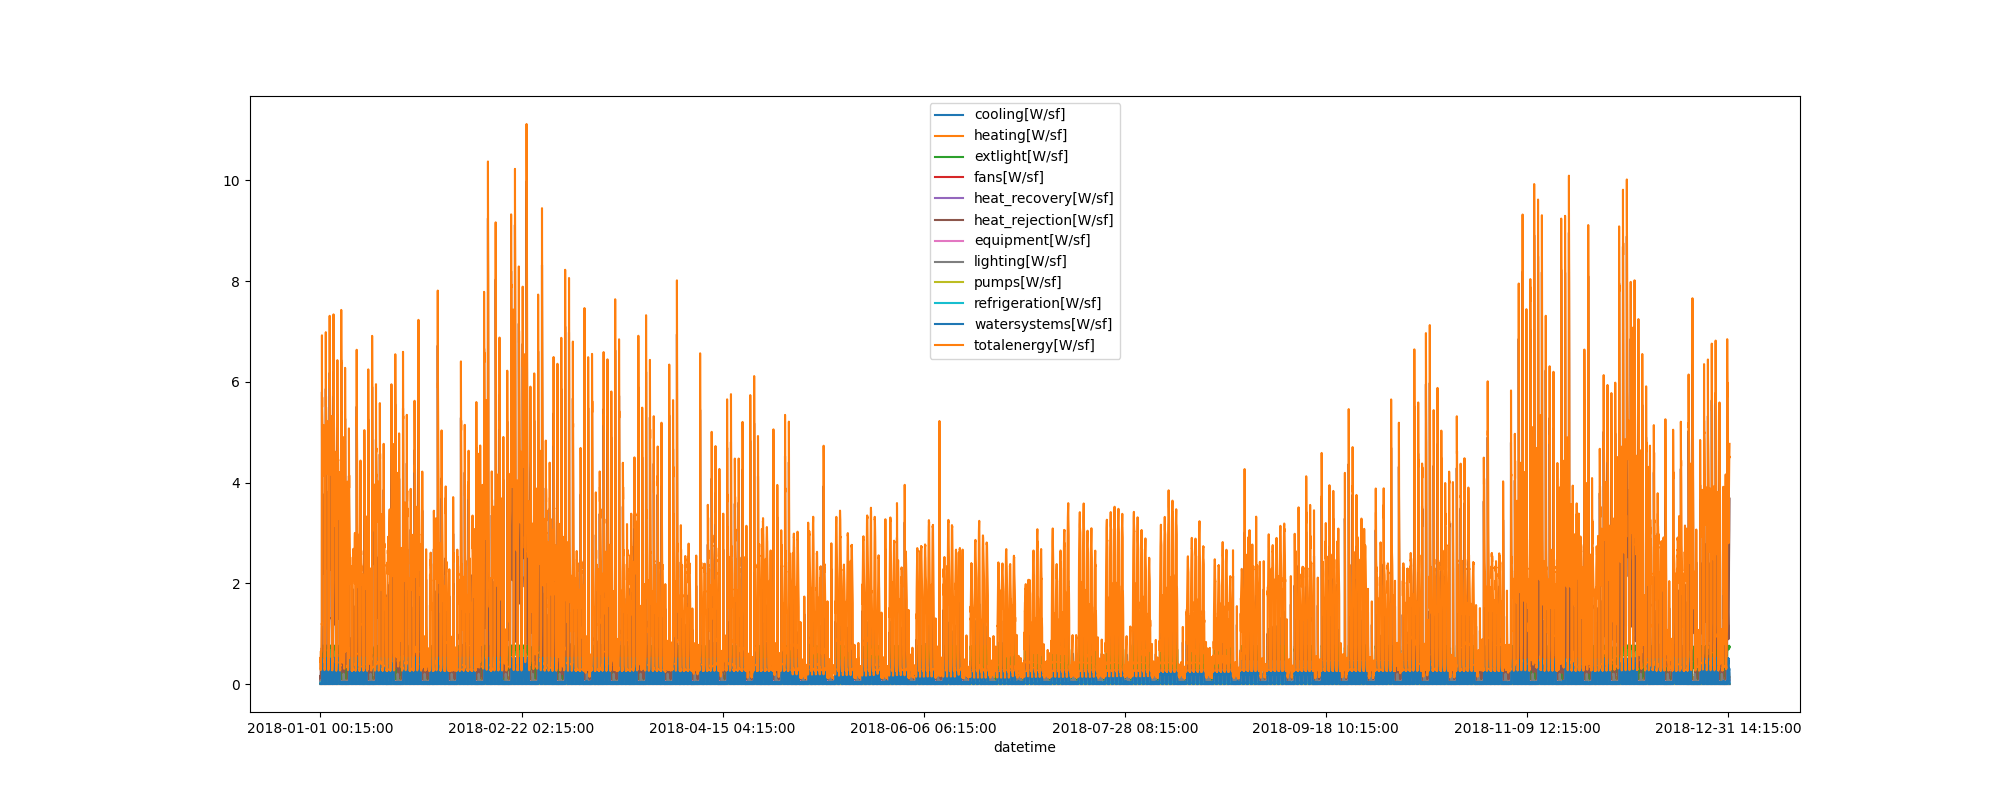 cooling[W/sf]
heating[W/sf]
extlight[W/sf]
fans[W/sf]
heat_recovery[W/sf]
heat_rejection[W/sf]
equipment[W/sf]
lighting[W/sf]
pumps[W/sf]
refrigeration[W/sf]
watersystems[W/sf]
totalenergy[W/sf]
10
8
6
4
2
0
2018-01-01 00:15:00 2018-02-22 02:15:00 2018-04-15 04:15:00 2018-06-06 06:15:00 2018-07-28 08:15:00 2018-09-18 10:15:00 2018-11-09 12:15:00 2018-12-31 14:15:00
datetime